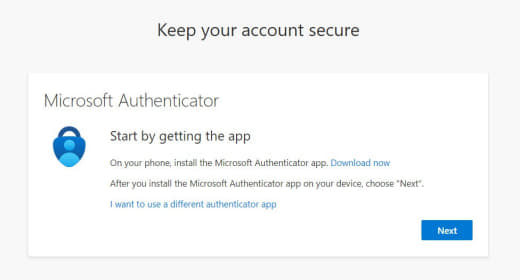 Keep your account secure
Microsoft Authenticator
Start by getting the app
On your phone, install the Microsoft Authenticator app. Download now
After you install the Microsoft Authenticator app on your device, choose "Next".
I want to use a different authenticator app
Next